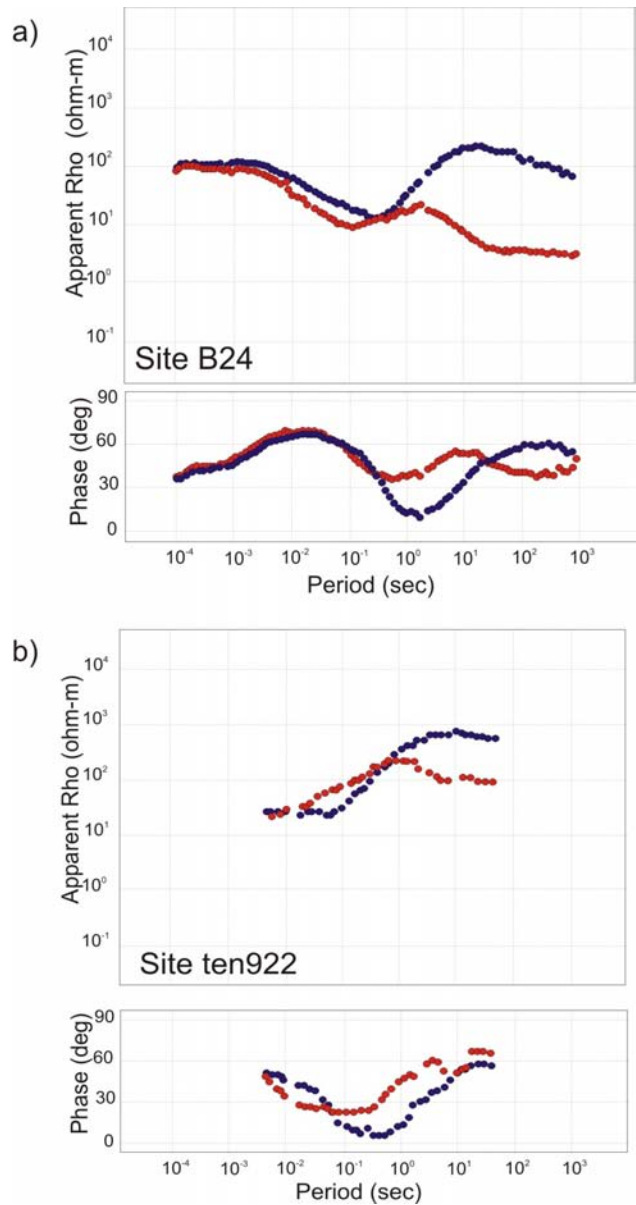 a)
Apparent Rho (ohm-m)
10⁴
10³
10²
10¹
10⁰
10⁻¹
Site B24
Phase (deg)
90
60
30
0
10⁻⁴ 10⁻³ 10⁻² 10⁻¹ 10⁰ 10¹ 10² 10³
Period (sec)
b)
Apparent Rho (ohm-m)
10⁴
10³
10²
10¹
10⁰
10⁻¹
Site ten922
Phase (deg)
90
60
30
0
10⁻⁴ 10⁻³ 10⁻² 10⁻¹ 10⁰ 10¹ 10² 10³
Period (sec)